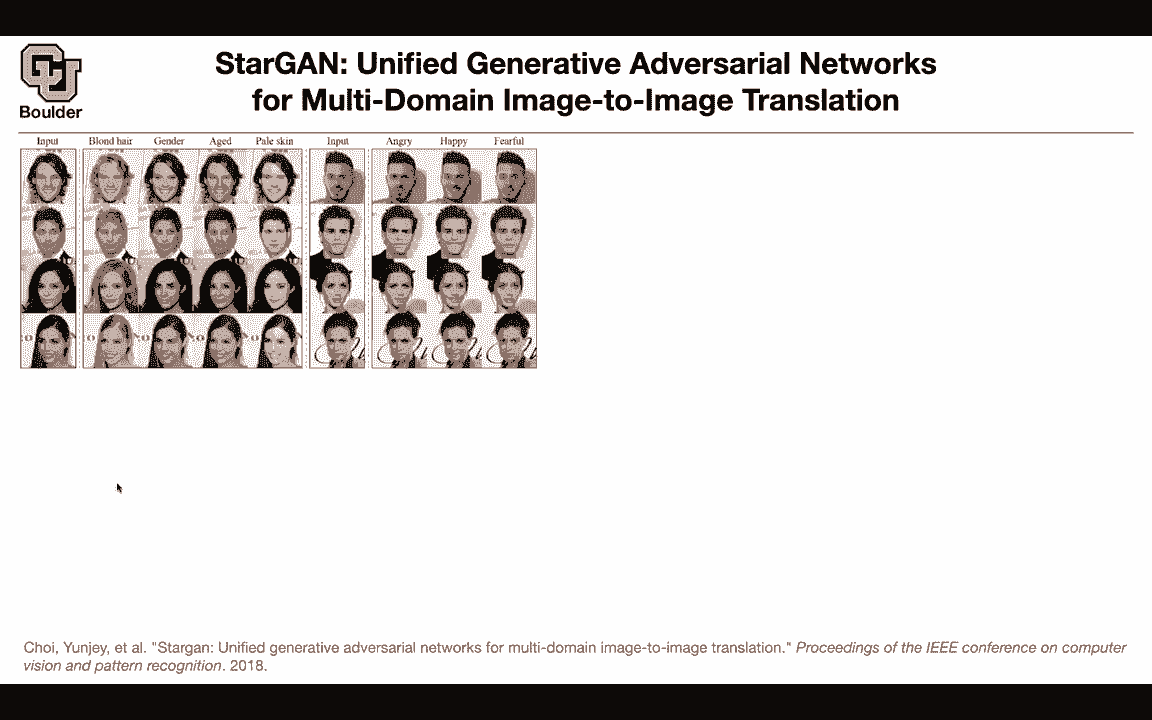 StarGAN: Unified Generative Adversarial Networks
for Multi-Domain Image-to-Image Translation
Boulder
Input Blond hair Gender Aged Pale skin Input Angry Happy Fearful
Choi, Yunjey, et al. "Stargan: Unified generative adversarial networks for multi-domain image-to-image translation." Proceedings of the IEEE conference on computer
vision and pattern recognition. 2018.